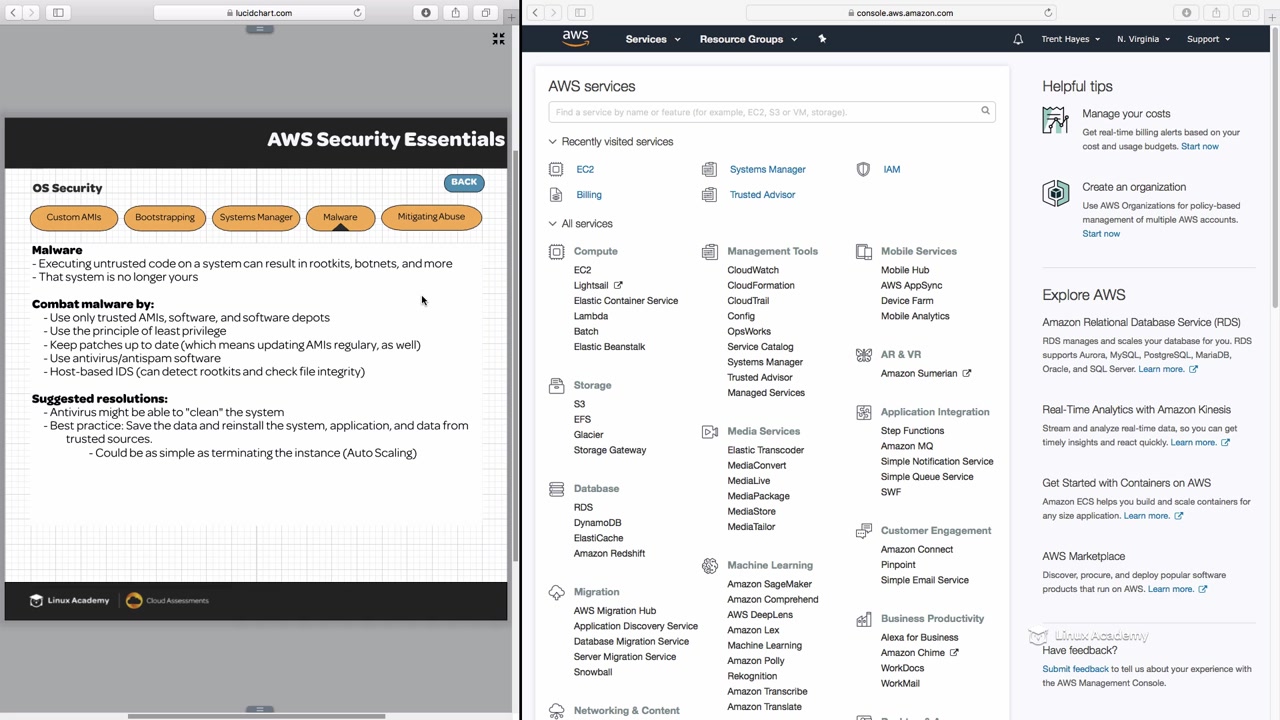 lucidchart.com
AWS Security Essentials
OS Security
BACK
Custom AMIs
Bootstrapping
Systems Manager
Malware
Mitigating Abuse
Malware
- Executing untrusted code on a system can result in rootkits, botnets, and more
- That system is no longer yours
Combat malware by:
- Use only trusted AMIs, software, and software depots
- Use the principle of least privilege
- Keep patches up to date (which means updating AMIs regulary, as well)
- Use antivirus/antispam software
- Host-based IDS (can detect rootkits and check file integrity)
Suggested resolutions:
- Antivirus might be able to "clean" the system
- Best practice: Save the data and reinstall the system, application, and data from
trusted sources.
- Could be as simple as terminating the instance (Auto Scaling)
Linux Academy
Cloud Assessments
console.aws.amazon.com
aws
Services
Resource Groups
Trent Hayes
N. Virginia
Support
AWS services
Find a service by name or feature (for example, EC2, S3 or VM, storage).
Recently visited services
EC2
Systems Manager
IAM
Billing
Trusted Advisor
All services
Compute
EC2
Lightsail
Elastic Container Service
Lambda
Batch
Elastic Beanstalk
Storage
S3
EFS
Glacier
Storage Gateway
Database
RDS
DynamoDB
ElastiCache
Amazon Redshift
Migration
AWS Migration Hub
Application Discovery Service
Database Migration Service
Server Migration Service
Snowball
Networking & Content
Management Tools
CloudWatch
CloudFormation
CloudTrail
Config
OpsWorks
Service Catalog
Systems Manager
Trusted Advisor
Managed Services
Media Services
Elastic Transcoder
MediaConvert
MediaLive
MediaPackage
MediaStore
MediaTailor
Machine Learning
Amazon SageMaker
Amazon Comprehend
AWS DeepLens
Amazon Lex
Machine Learning
Amazon Polly
Rekognition
Amazon Transcribe
Amazon Translate
Mobile Services
Mobile Hub
AWS AppSync
Device Farm
Mobile Analytics
AR & VR
Amazon Sumerian
Application Integration
Step Functions
Amazon MQ
Simple Notification Service
Simple Queue Service
SWF
Customer Engagement
Amazon Connect
Pinpoint
Simple Email Service
Business Productivity
Alexa for Business
Amazon Chime
WorkDocs
WorkMail
Helpful tips
Manage your costs
Get real-time billing alerts based on your
cost and usage budgets. Start now
Create an organization
Use AWS Organizations for policy-based
management of multiple AWS accounts.
Start now
Explore AWS
Amazon Relational Database Service (RDS)
RDS manages and scales your database for you. RDS
supports Aurora, MySQL, PostgreSQL, MariaDB,
Oracle, and SQL Server. Learn more.
Real-Time Analytics with Amazon Kinesis
Stream and analyze real-time data, so you can get
timely insights and react quickly. Learn more.
Get Started with Containers on AWS
Amazon ECS helps you build and scale containers for
any size application. Learn more.
AWS Marketplace
Discover, procure, and deploy popular software
products that run on AWS. Learn more.
Linux Academy
Have feedback?
Submit feedback to tell us about your experience with
the AWS Management Console.